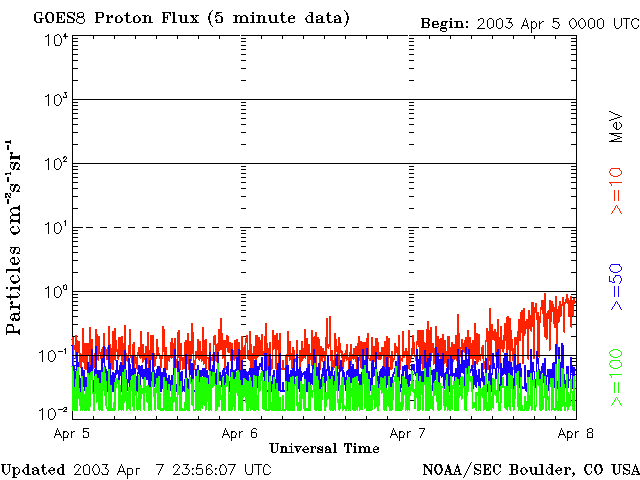 GOES8 Proton Flux (5 minute data)
Begin: 2003 Apr 5 0000 UTC
Particles cm⁻²s⁻¹sr⁻¹
10⁴
10³
10²
10¹
10⁰
10⁻¹
10⁻²
Apr 5
Apr 6
Apr 7
Apr 8
Universal Time
MeV
>=10
>=50
>=100
Updated 2003 Apr 7 23:56:07 UTC
NOAA/SEC Boulder, CO USA